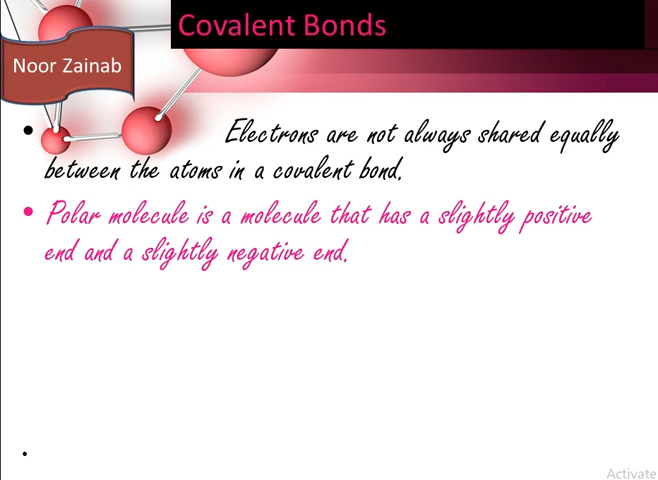 Covalent Bonds
Noor Zainab
• Electrons are not always shared equally
between the atoms in a covalent bond.
• Polar molecule is a molecule that has a slightly positive
end and a slightly negative end.
•
Activate